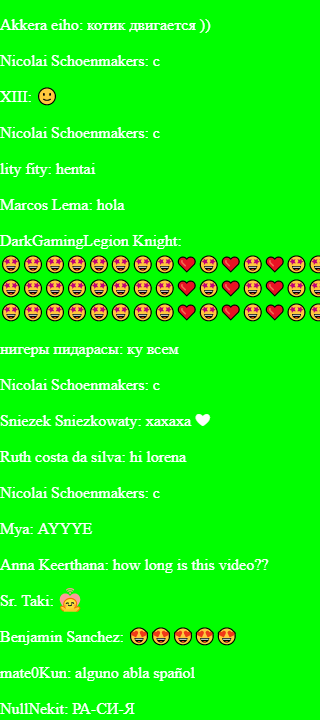 Akkera eiho: котик двигается ))
Nicolai Schoenmakers: c
XIII: 🙂
Nicolai Schoenmakers: c
lity fity: hentai
Marcos Lema: hola
DarkGamingLegion Knight:
🤩🤩🤩🤩🤩🤩🤩🤩❤🤩❤🤩❤🤩🤩
🤩🤩🤩🤩🤩🤩🤩🤩❤🤩❤🤩❤🤩🤩
🤩🤩🤩🤩🤩🤩🤩🤩❤🤩❤🤩❤🤩🤩
нигеры пидарасы: ку всем
Nicolai Schoenmakers: c
Sniezek Sniezkowaty: xaxaxa 🤍
Ruth costa da silva: hi lorena
Nicolai Schoenmakers: c
Mya: AYYYE
Anna Keerthana: how long is this video??
Sr. Taki:
Benjamin Sanchez: 😍😍😍😍😍
mate0Kun: alguno abla spañol
NullNekit: РА-СИ-Я